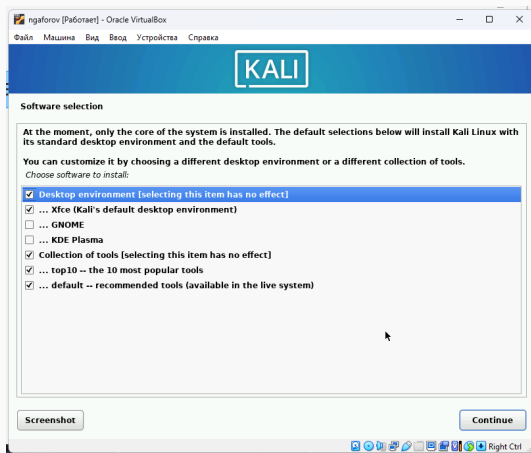 ngaforov [Работает] - Oracle VirtualBox
Файл Машина Вид Ввод Устройства Справка
KALI
Software selection
At the moment, only the core of the system is installed. The default selections below will install Kali Linux with
its standard desktop environment and the default tools.
You can customize it by choosing a different desktop environment or a different collection of tools.
Choose software to install:
Desktop environment [selecting this item has no effect]
... Xfce (Kali's default desktop environment)
... GNOME
... KDE Plasma
Collection of tools [selecting this item has no effect]
... top10 -- the 10 most popular tools
... default -- recommended tools (available in the live system)
Screenshot
Continue
Right Ctrl